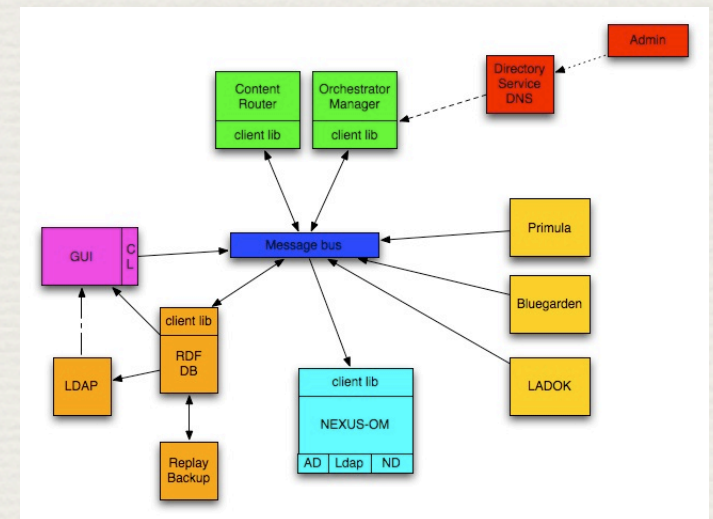 Admin
Directory
Service
DNS
Content
Router
client lib
Orchestrator
Manager
client lib
Primula
Message bus
GUI
C
L
Bluegarden
client lib
RDF
DB
LDAP
client lib
NEXUS-OM
AD Ldap ND
LADOK
Replay
Backup